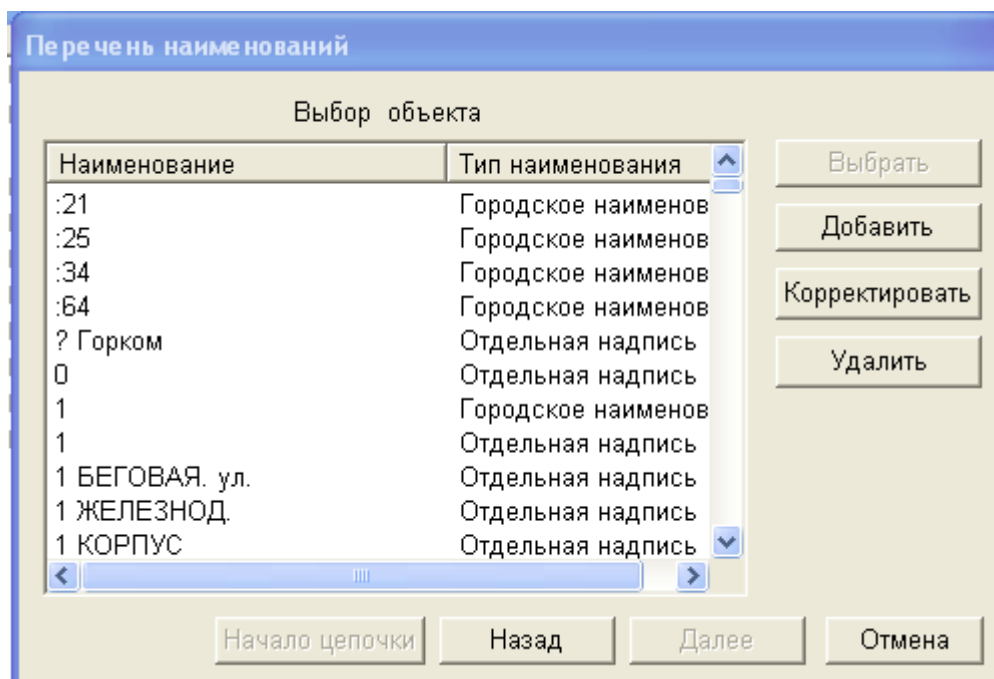 Перечень наименований
Выбор объекта
Наименование Тип наименования
:21 Городское наименов
:25 Городское наименов
:34 Городское наименов
:64 Городское наименов
? Горком Отдельная надпись
0 Отдельная надпись
1 Городское наименов
1 Отдельная надпись
1 БЕГОВАЯ. ул. Отдельная надпись
1 ЖЕЛЕЗНОД. Отдельная надпись
1 КОРПУС Отдельная надпись
Выбрать
Добавить
Корректировать
Удалить
Начало цепочки Назад Далее Отмена